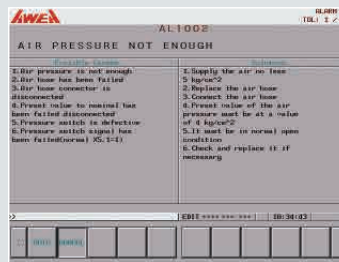 AWEA
ALARM
AL1002
AIR PRESSURE NOT ENOUGH
Possible Causes
1.Air pressure is not enough
2.Air hose has been failed
3.Air hose connector is
disconnected
4.Preset value to nominal has
been failed disconnected
5.Pressure switch is defective
6.Pressure switch signal has
been failed(normal X5.1=1)
Solutions
1.Supply the air no less
5 kg/cm^2
2.Replace the air hose
3.Connect the air hose
4.Preset value of the air
pressure must be at a value
of 4 kg/cm^2
5.It must be in normal open
condition
6.Check and replace it if
necessary
>>
EDIT **** *** ***
10:34:43